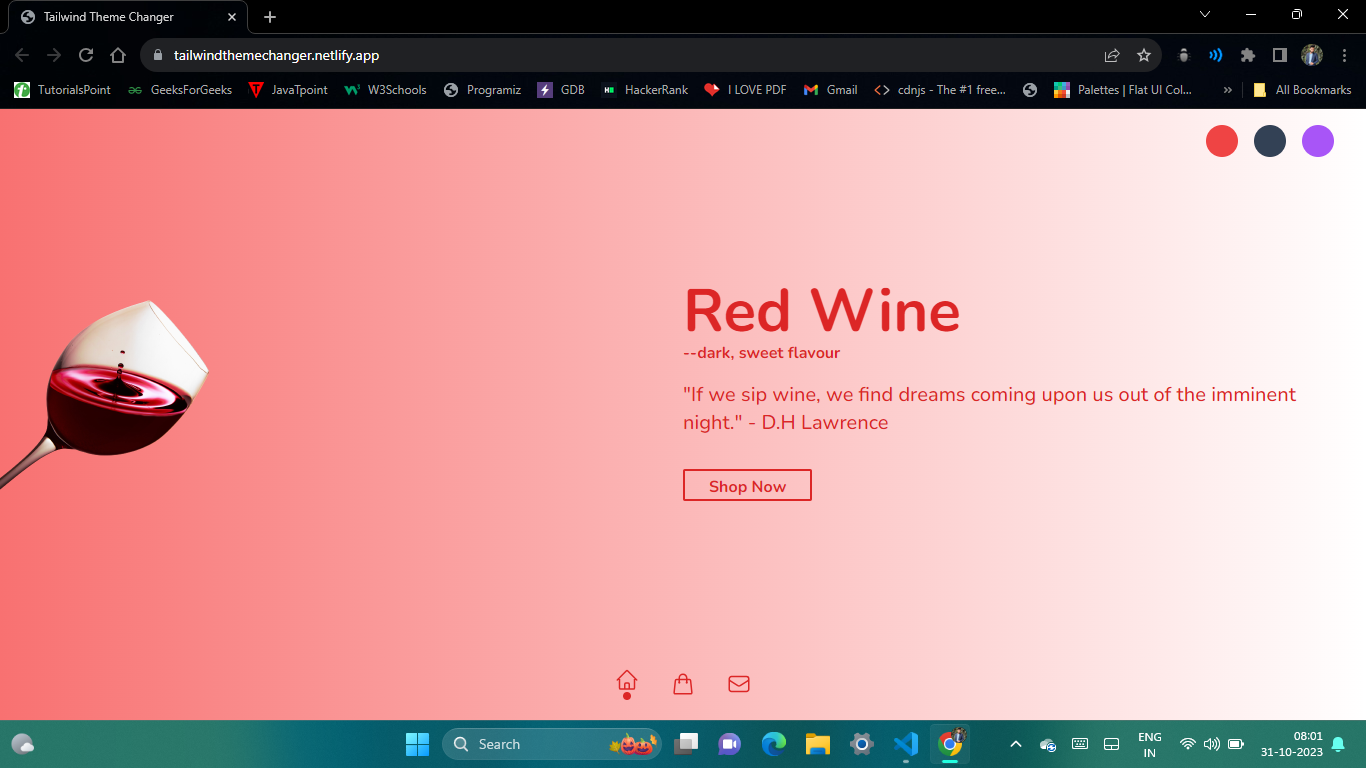 Tailwind Theme Changer
tailwindthemechanger.netlify.app
TutorialsPoint GeeksForGeeks JavaTpoint W3Schools Programiz GDB HackerRank I LOVE PDF Gmail cdnjs - The #1 free... Palettes | Flat UI Col... » All Bookmarks
Red Wine
--dark, sweet flavour
"If we sip wine, we find dreams coming upon us out of the imminent
night." - D.H Lawrence
Shop Now
Search
ENG
IN
08:01
31-10-2023